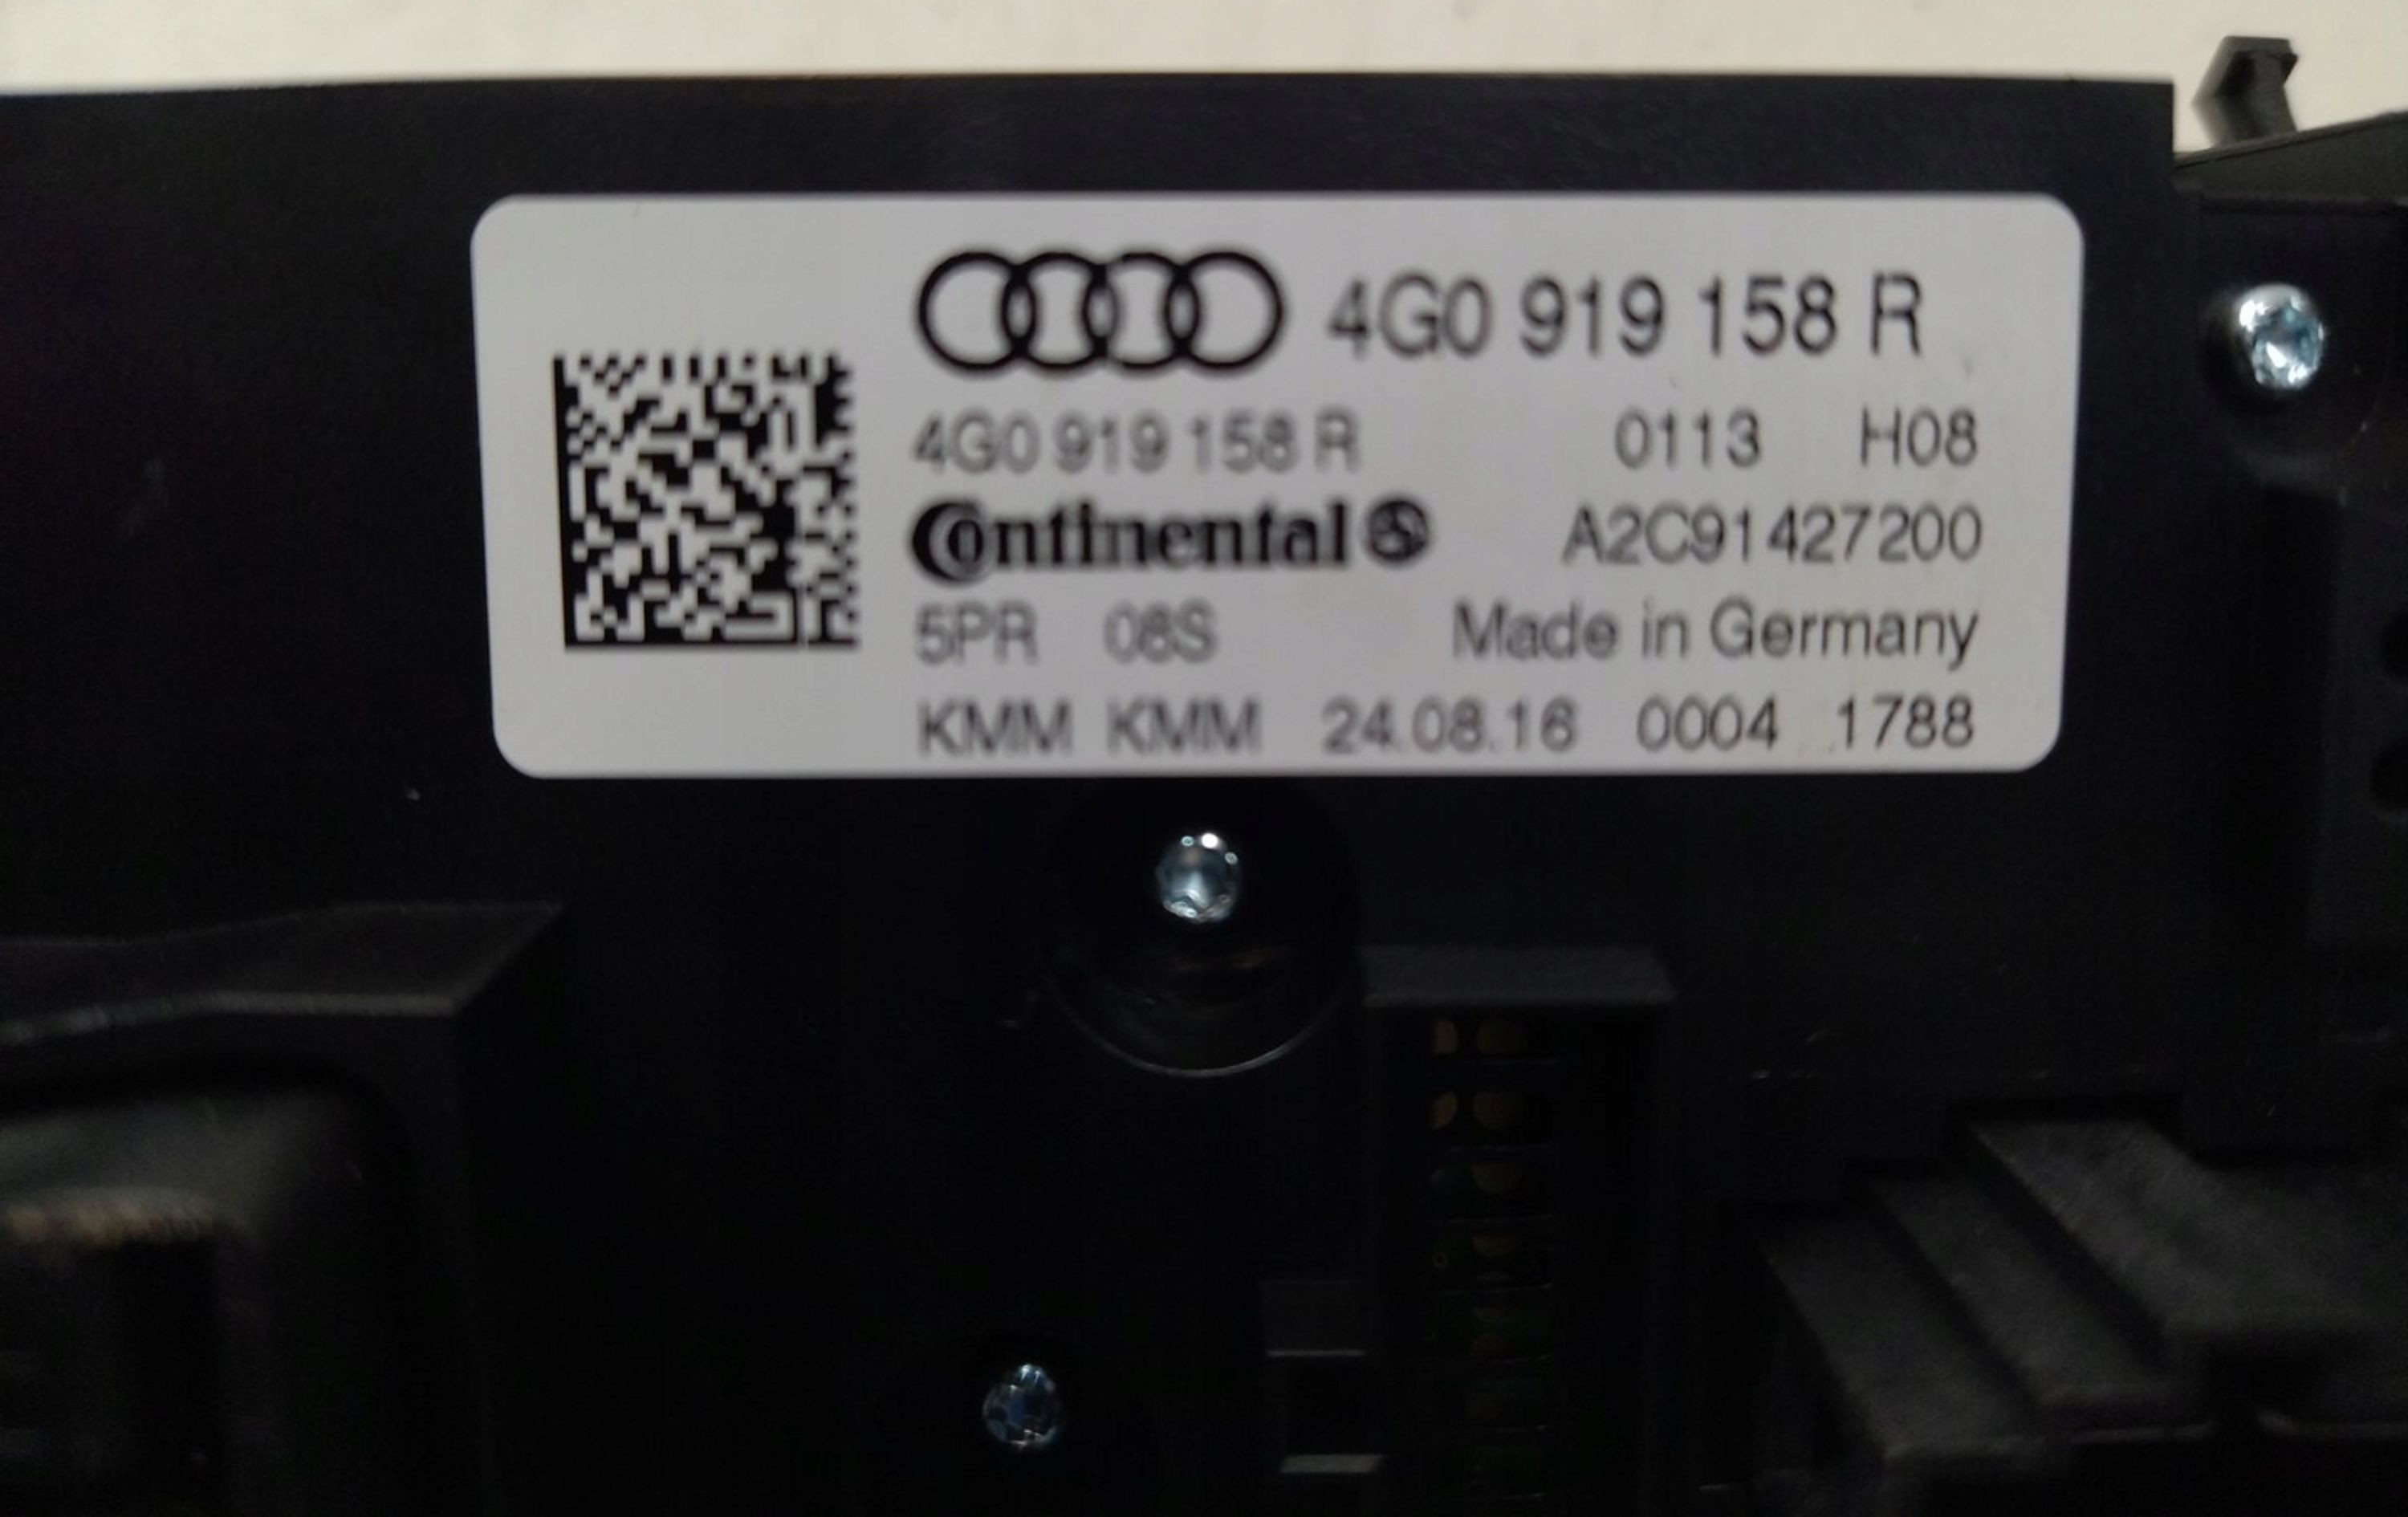 4G0 919 158 R
4G0 919 158 R 0113 H08
Continental A2C91427200
5PR 08S Made in Germany
KMM KMM 24.08.16 0004 1788